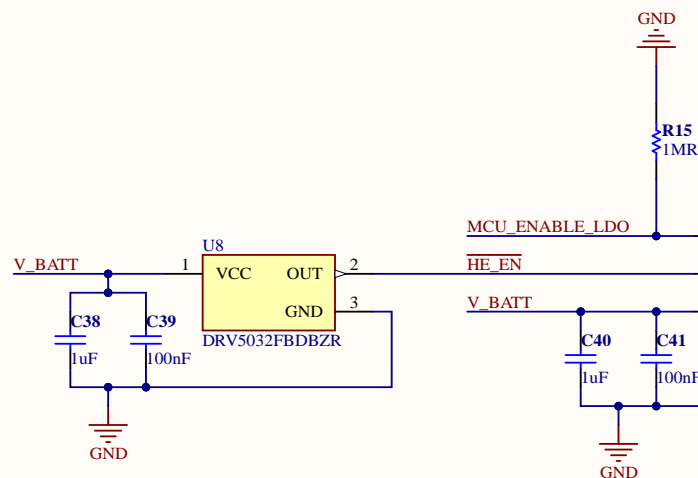 GND
R15
1MR
MCU_ENABLE_LDO
U8
V_BATT
1
VCC
OUT
2
HE_EN
GND
3
V_BATT
DRV5032FBDBZR
C38
1uF
C39
100nF
C40
1uF
C41
100nF
GND
GND